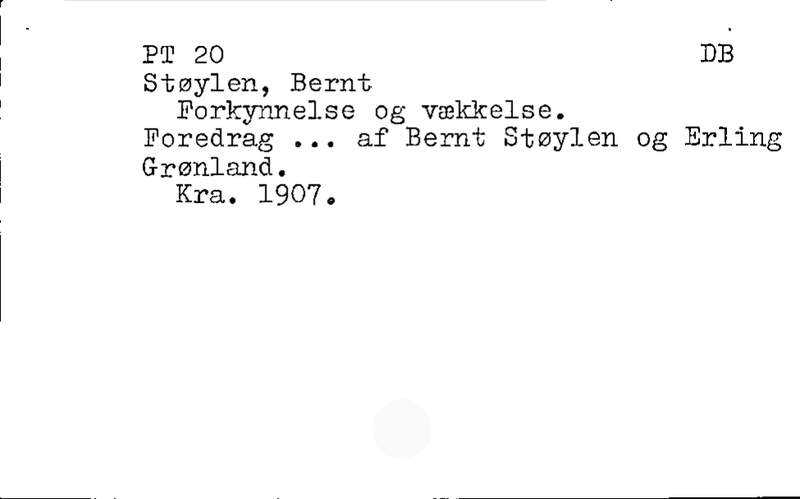 PT 20 DB
Støylen, Bernt
Forkynnelse og vækkelse.
Foredrag ... af Bernt Støylen og Erling
Grønland.
Kra. 1907.